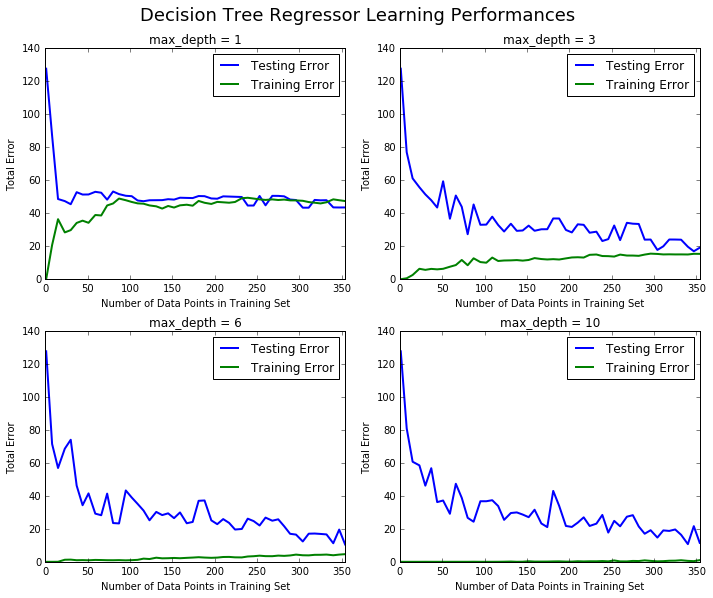 Decision Tree Regressor Learning Performances
max_depth = 1
140
120
100
80
60
40
20
0
Total Error
Testing Error
Training Error
0 50 100 150 200 250 300 350
Number of Data Points in Training Set
max_depth = 3
140
120
100
80
60
40
20
0
Total Error
Testing Error
Training Error
0 50 100 150 200 250 300 350
Number of Data Points in Training Set
max_depth = 6
140
120
100
80
60
40
20
0
Total Error
Testing Error
Training Error
0 50 100 150 200 250 300 350
Number of Data Points in Training Set
max_depth = 10
140
120
100
80
60
40
20
0
Total Error
Testing Error
Training Error
0 50 100 150 200 250 300 350
Number of Data Points in Training Set